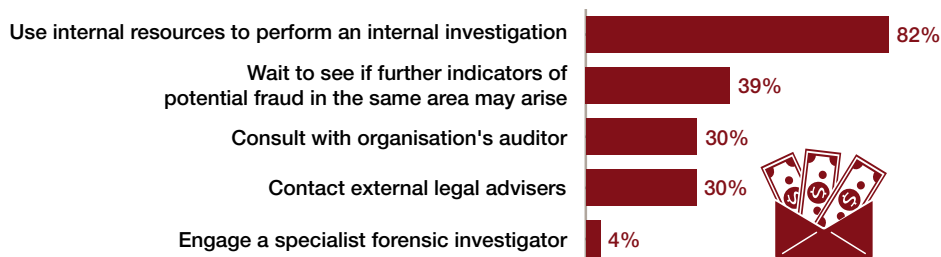 Use internal resources to perform an internal investigation 82%
Wait to see if further indicators of
potential fraud in the same area may arise 39%
Consult with organisation's auditor 30%
Contact external legal advisers 30%
Engage a specialist forensic investigator 4%
$ $ $